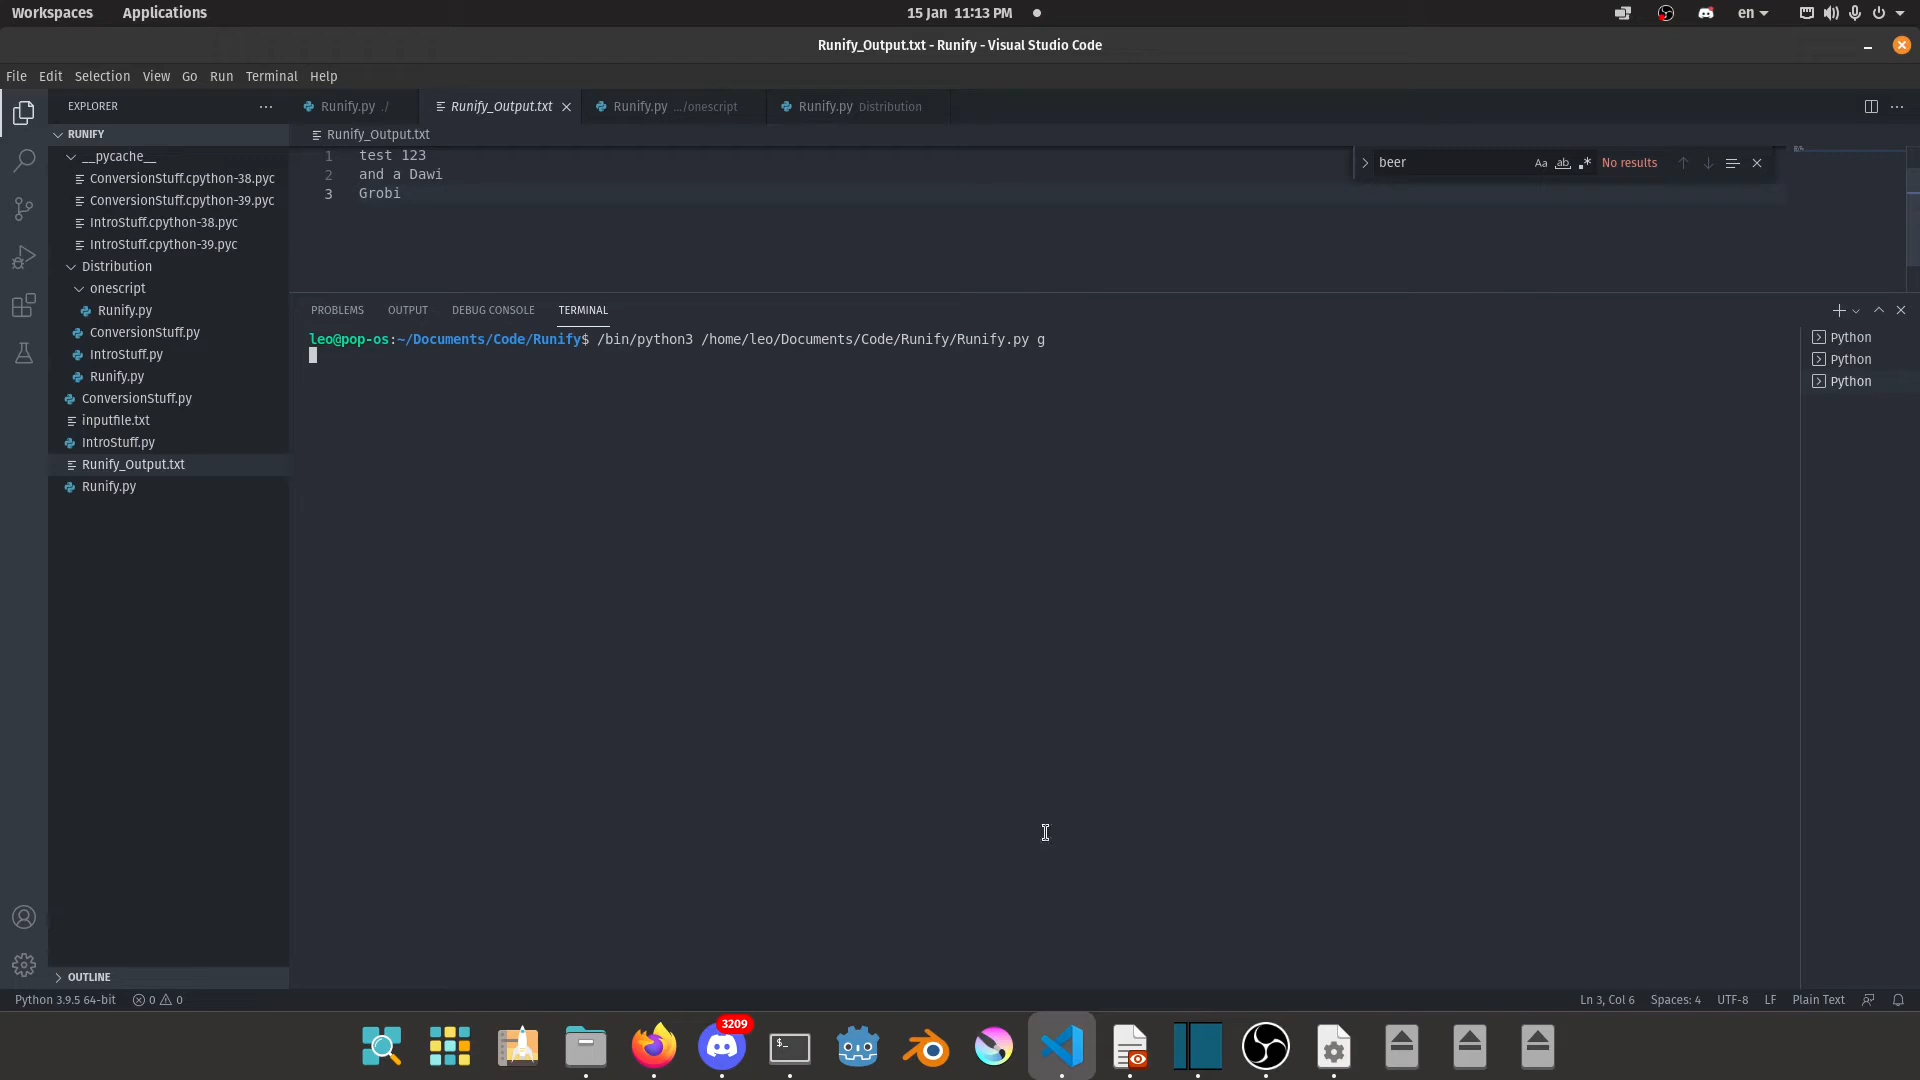 Workspaces Applications 15 Jan 11:13 PM en
Runify_Output.txt - Runify - Visual Studio Code
File Edit Selection View Go Run Terminal Help
EXPLORER
Runify.py ./ Runify_Output.txt Runify.py .../onescript Runify.py Distribution
RUNIFY
__pycache__
ConversionStuff.cpython-38.pyc
ConversionStuff.cpython-39.pyc
IntroStuff.cpython-38.pyc
IntroStuff.cpython-39.pyc
Distribution
onescript
Runify.py
ConversionStuff.py
IntroStuff.py
Runify.py
ConversionStuff.py
inputfile.txt
IntroStuff.py
Runify_Output.txt
Runify.py
OUTLINE
Runify_Output.txt
1 test 123
2 and a Dawi
3 Grobi
beer Aa ab .* No results
PROBLEMS OUTPUT DEBUG CONSOLE TERMINAL
leo@pop-os:~/Documents/Code/Runify$ /bin/python3 /home/leo/Documents/Code/Runify/Runify.py g
Python
Python
Python
Python 3.9.5 64-bit 0 0 Ln 3, Col 6 Spaces: 4 UTF-8 LF Plain Text
3209
$_